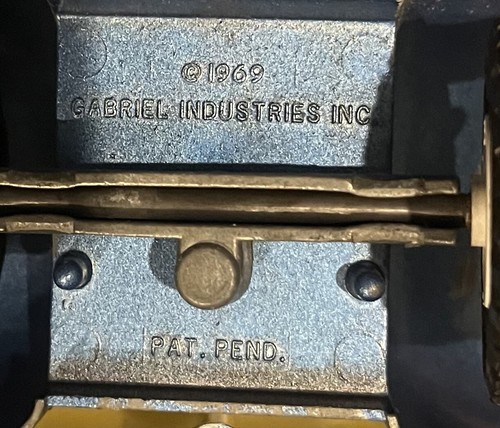 ©1969
GABRIEL INDUSTRIES INC
PAT. PEND.